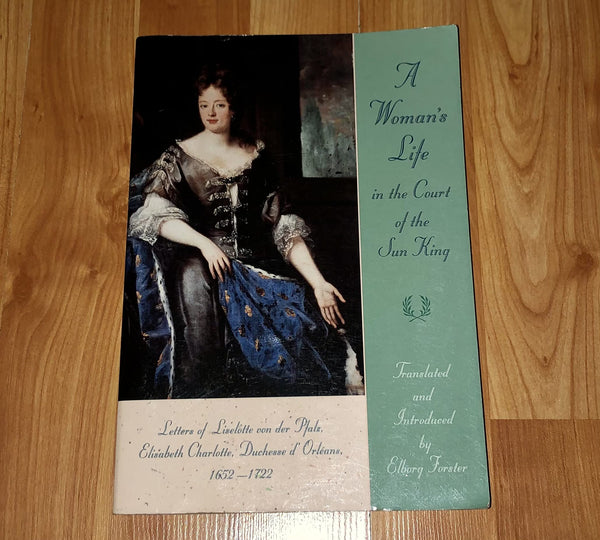 A
Woman's
Life
in the Court
of the
Sun King
Translated
and
Introduced
by
Elborg Forster
Letters of Liselotte von der Pfalz,
Elisabeth Charlotte, Duchesse d'Orléans,
1652—1722